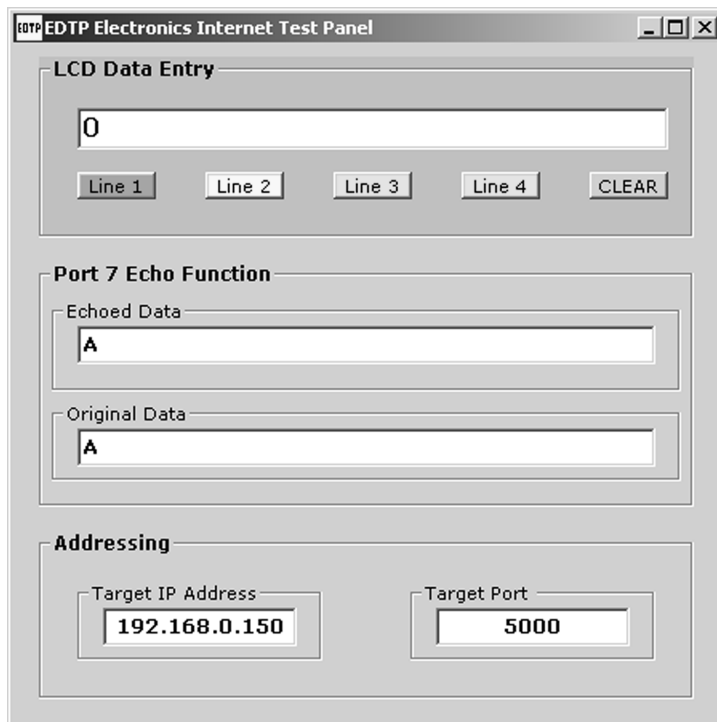 EDTP EDTP Electronics Internet Test Panel
LCD Data Entry
O
Line 1 Line 2 Line 3 Line 4 CLEAR
Port 7 Echo Function
Echoed Data
A
Original Data
A
Addressing
Target IP Address Target Port
192.168.0.150 5000